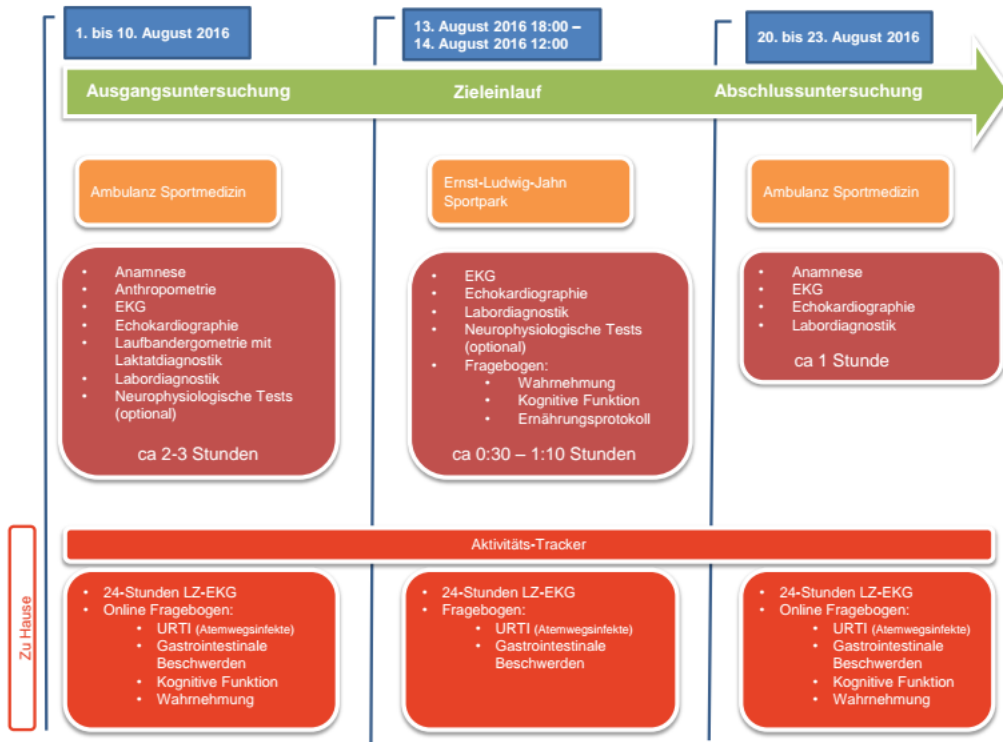 1. bis 10. August 2016
13. August 2016 18:00 –
14. August 2016 12:00
20. bis 23. August 2016
Ausgangsuntersuchung
Zieleinlauf
Abschlussuntersuchung
Ambulanz Sportmedizin
Ernst-Ludwig-Jahn
Sportpark
Ambulanz Sportmedizin
• Anamnese
• Anthropometrie
• EKG
• Echokardiographie
• Laufbandergometrie mit
Laktatdiagnostik
• Labordiagnostik
• Neurophysiologische Tests
(optional)
ca 2-3 Stunden
• EKG
• Echokardiographie
• Labordiagnostik
• Neurophysiologische Tests
(optional)
• Fragebogen:
• Wahrnehmung
• Kognitive Funktion
• Ernährungsprotokoll
ca 0:30 – 1:10 Stunden
• Anamnese
• EKG
• Echokardiographie
• Labordiagnostik
ca 1 Stunde
Zu Hause
Aktivitäts-Tracker
• 24-Stunden LZ-EKG
• Online Fragebogen:
• URTI (Atemwegsinfekte)
• Gastrointestinale
Beschwerden
• Kognitive Funktion
• Wahrnehmung
• 24-Stunden LZ-EKG
• Fragebogen:
• URTI (Atemwegsinfekte)
• Gastrointestinale
Beschwerden
• 24-Stunden LZ-EKG
• Online Fragebogen:
• URTI (Atemwegsinfekte)
• Gastrointestinale
Beschwerden
• Kognitive Funktion
• Wahrnehmung